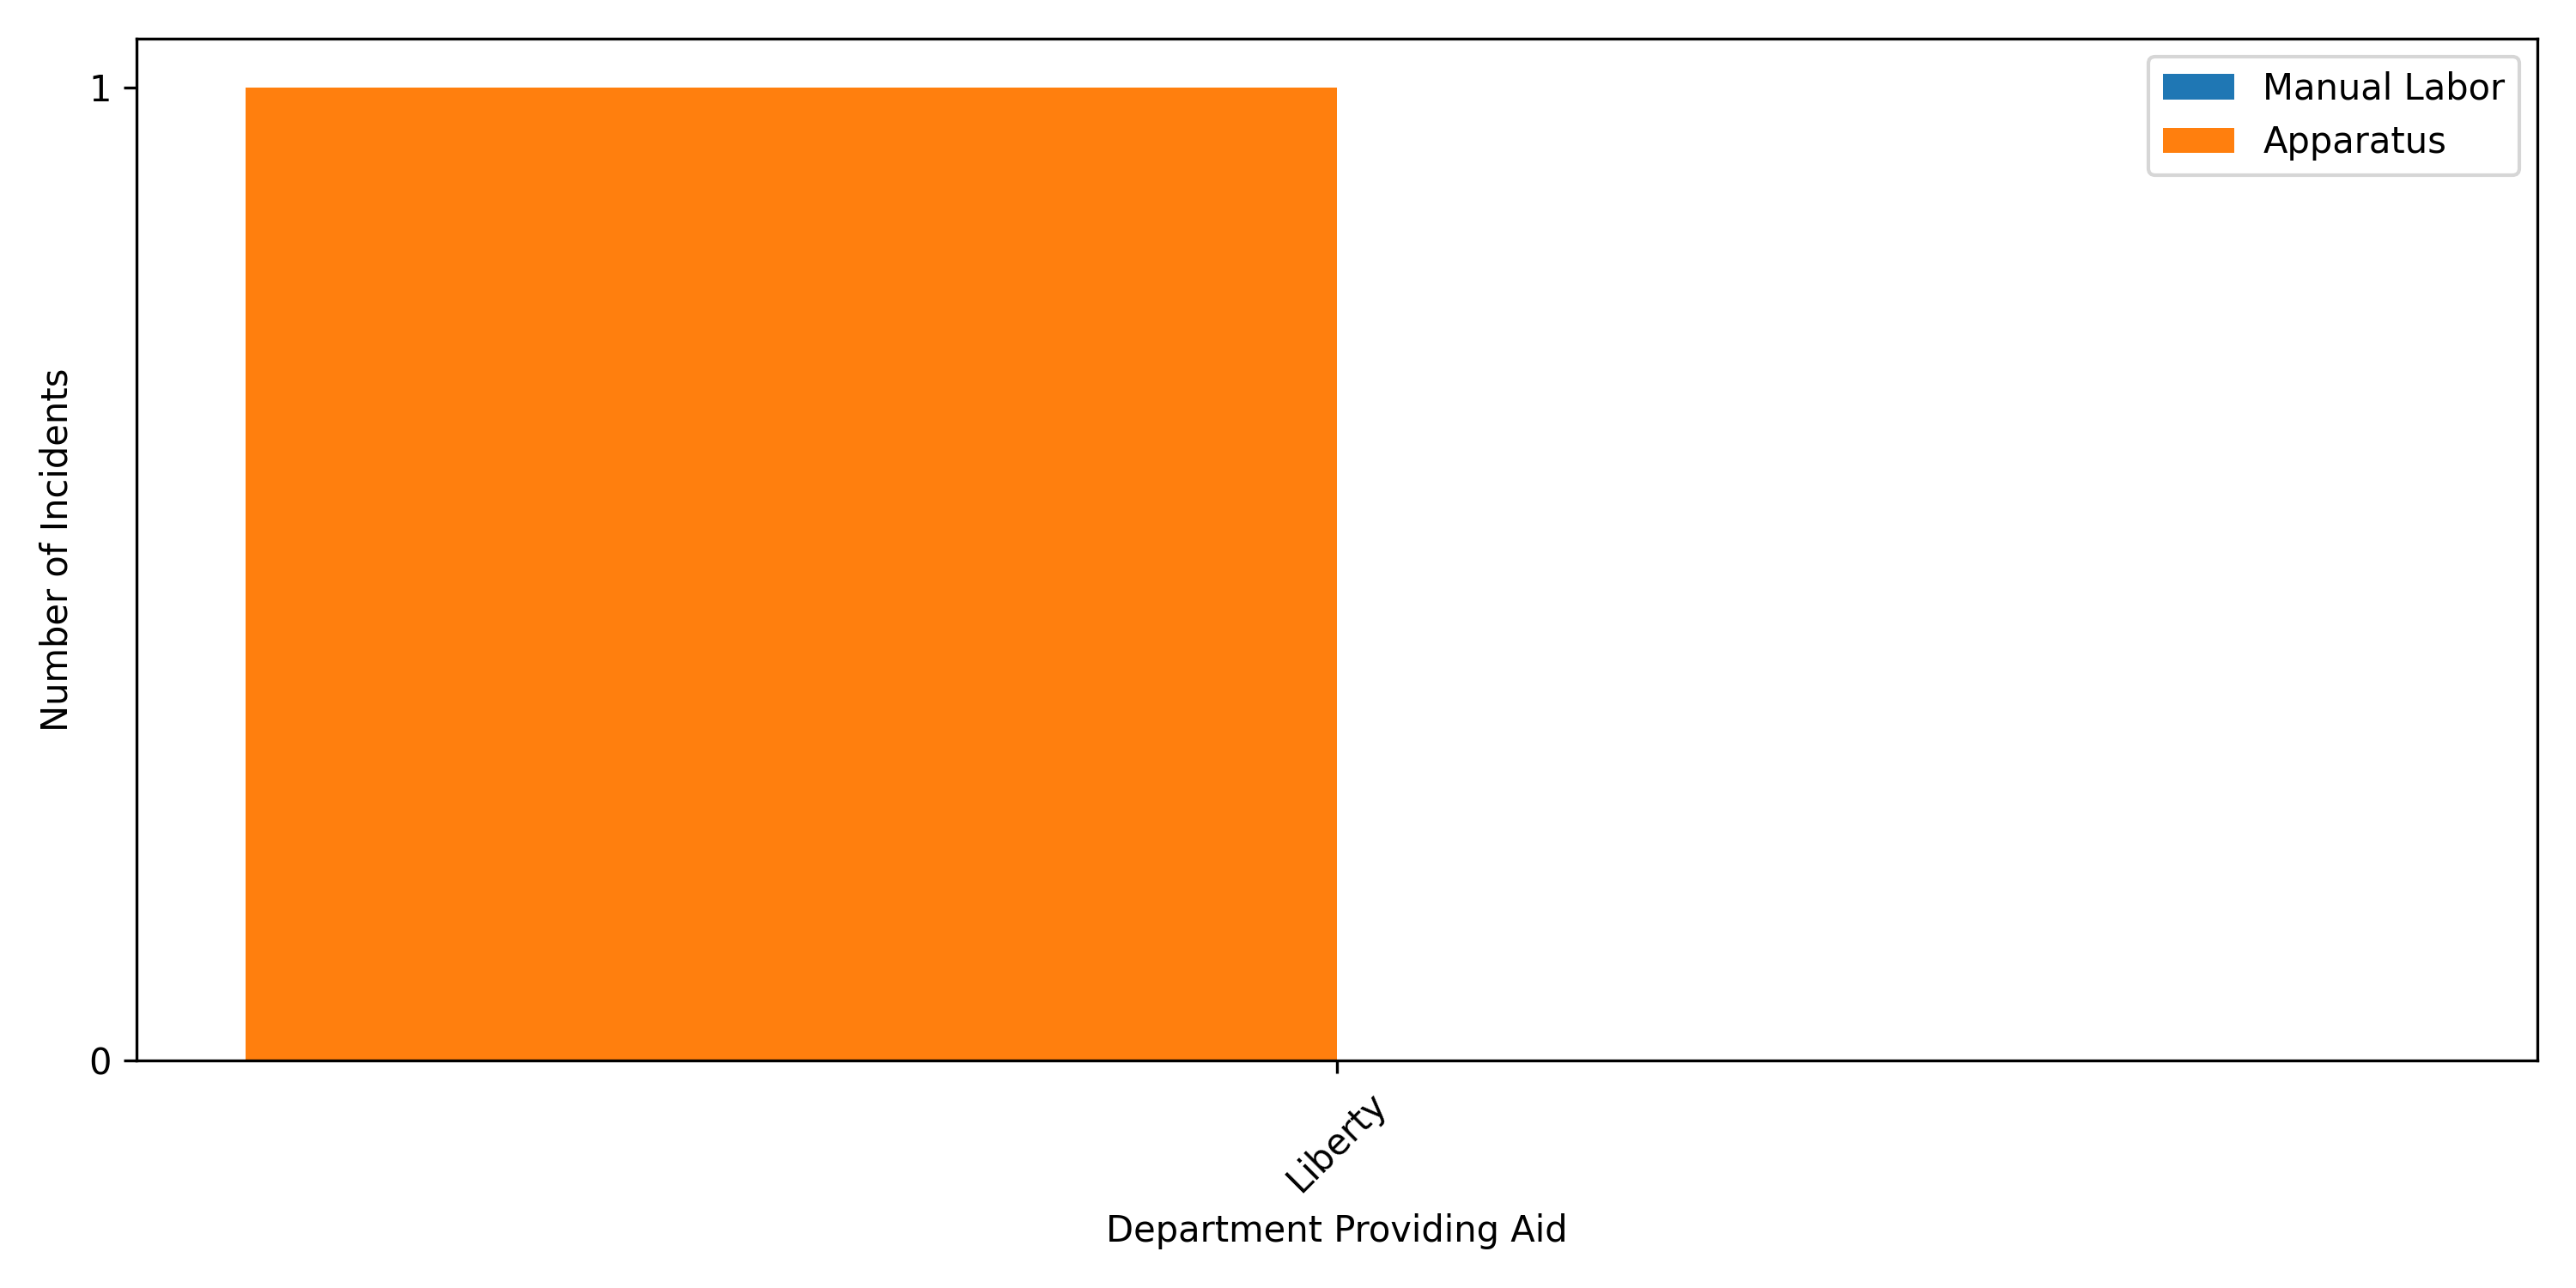 Manual Labor
Apparatus
1
0
Number of Incidents
Liberty
Department Providing Aid